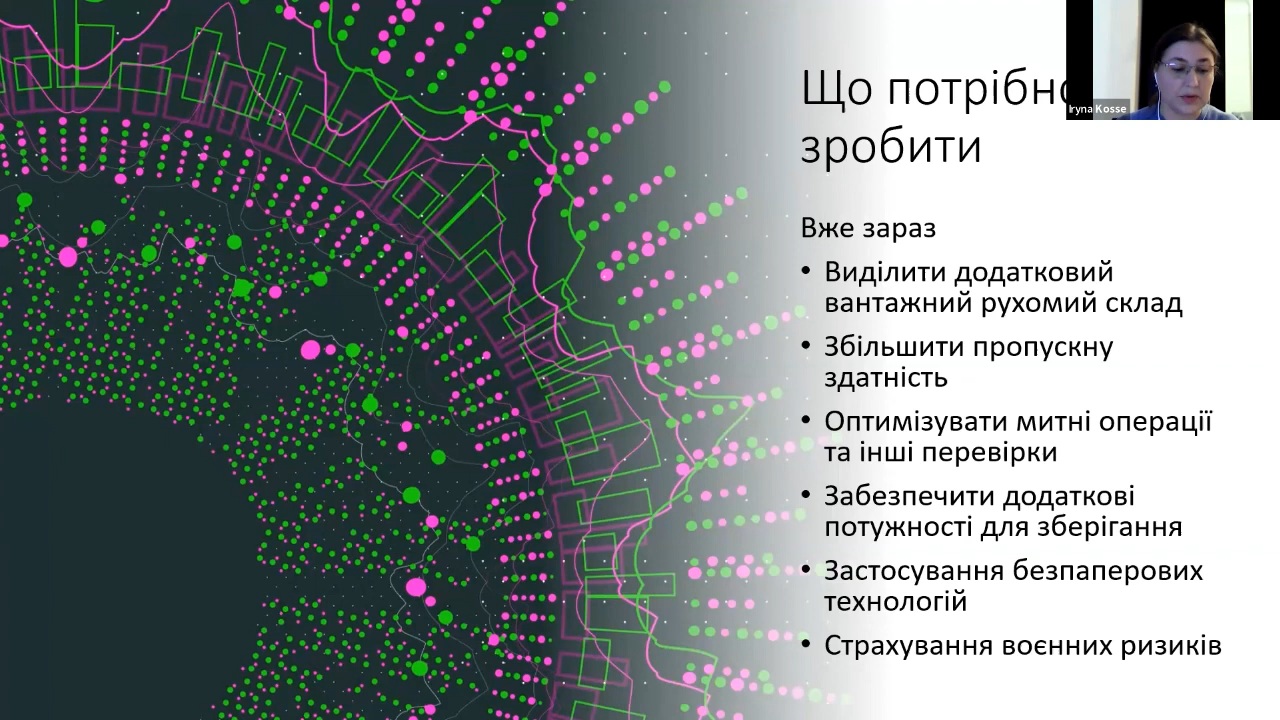 Що потрібно
зробити
Iryna Kosse
Вже зараз
• Виділити додатковий
вантажний рухомий склад
• Збільшити пропускну
здатність
• Оптимізувати митні операції
та інші перевірки
• Забезпечити додаткові
потужності для зберігання
• Застосування безпаперових
технологій
• Страхування воєнних ризиків